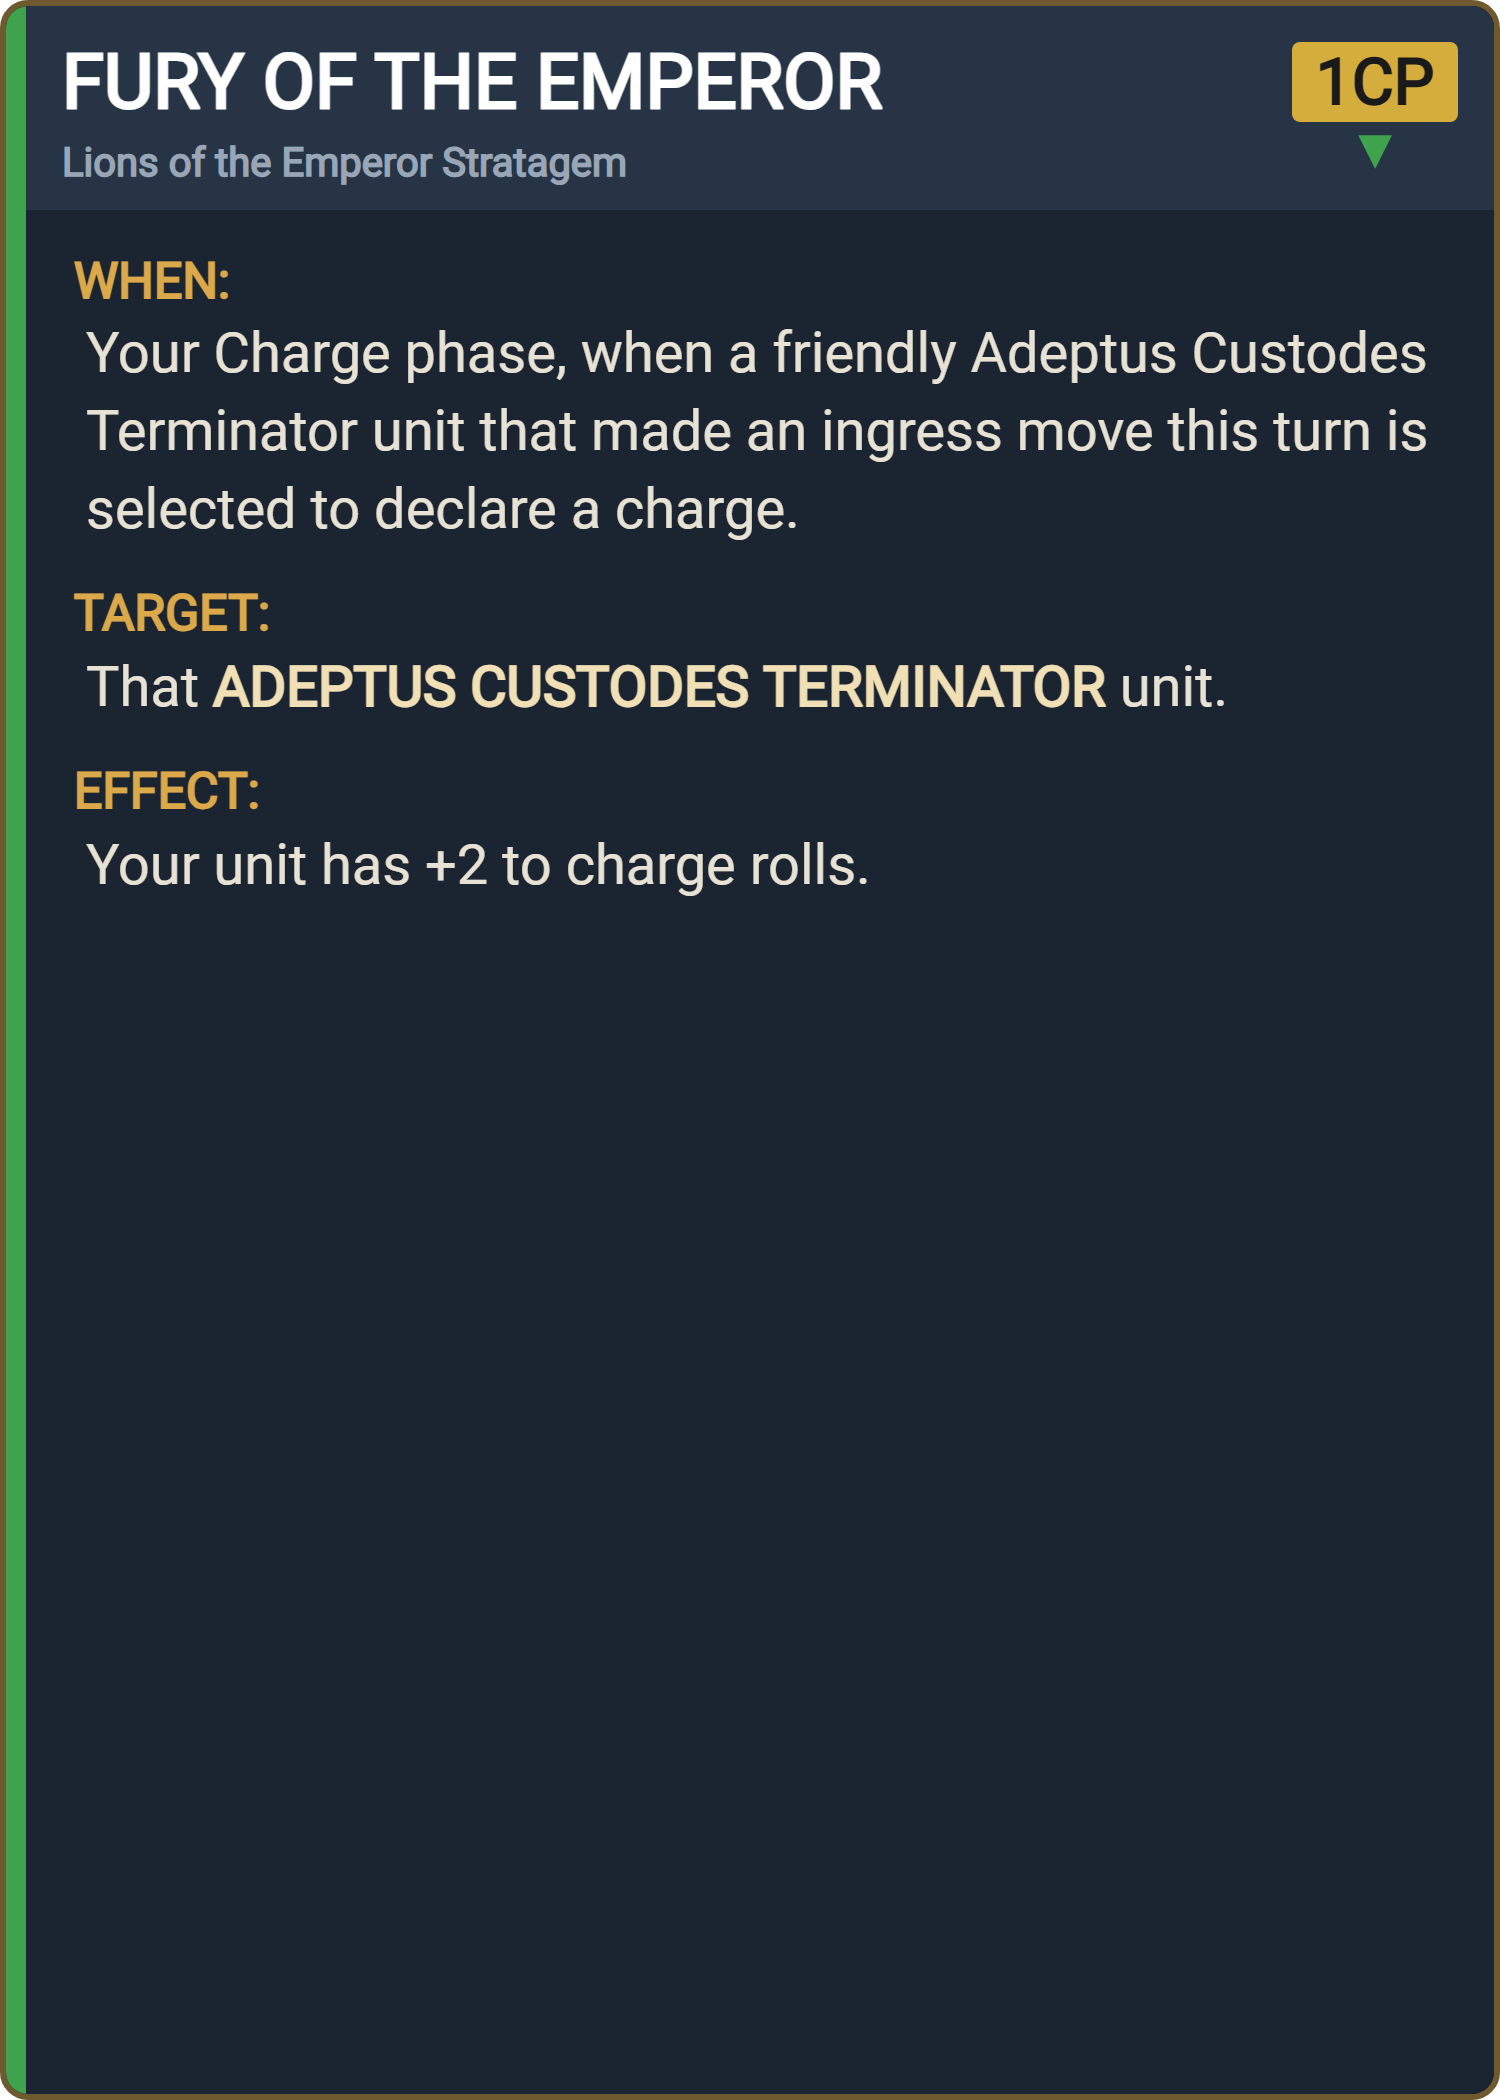 FURY OF THE EMPEROR
1CP
Lions of the Emperor Stratagem
WHEN:
Your Charge phase, when a friendly Adeptus Custodes
Terminator unit that made an ingress move this turn is
selected to declare a charge.
TARGET:
That ADEPTUS CUSTODES TERMINATOR unit.
EFFECT:
Your unit has +2 to charge rolls.